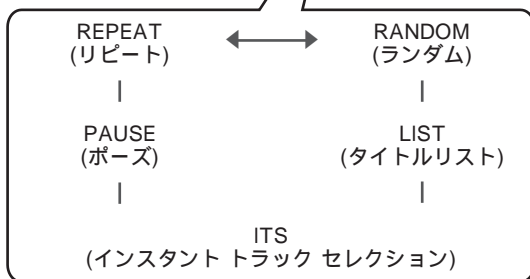 REPEAT
(リピート)
RANDOM
(ランダム)
PAUSE
(ポーズ)
LIST
(タイトルリスト)
ITS
(インスタント トラック セレクション)